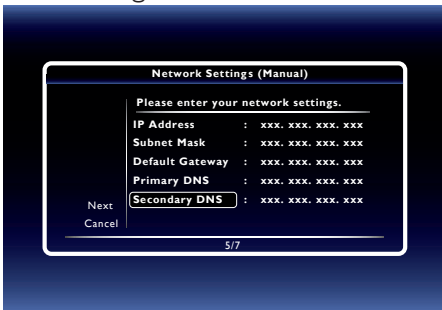 Network Settings (Manual)
Please enter your network settings.
IP Address : xxx. xxx. xxx. xxx
Subnet Mask : xxx. xxx. xxx. xxx
Default Gateway : xxx. xxx. xxx. xxx
Primary DNS : xxx. xxx. xxx. xxx
Secondary DNS : xxx. xxx. xxx. xxx
Next
Cancel
5/7